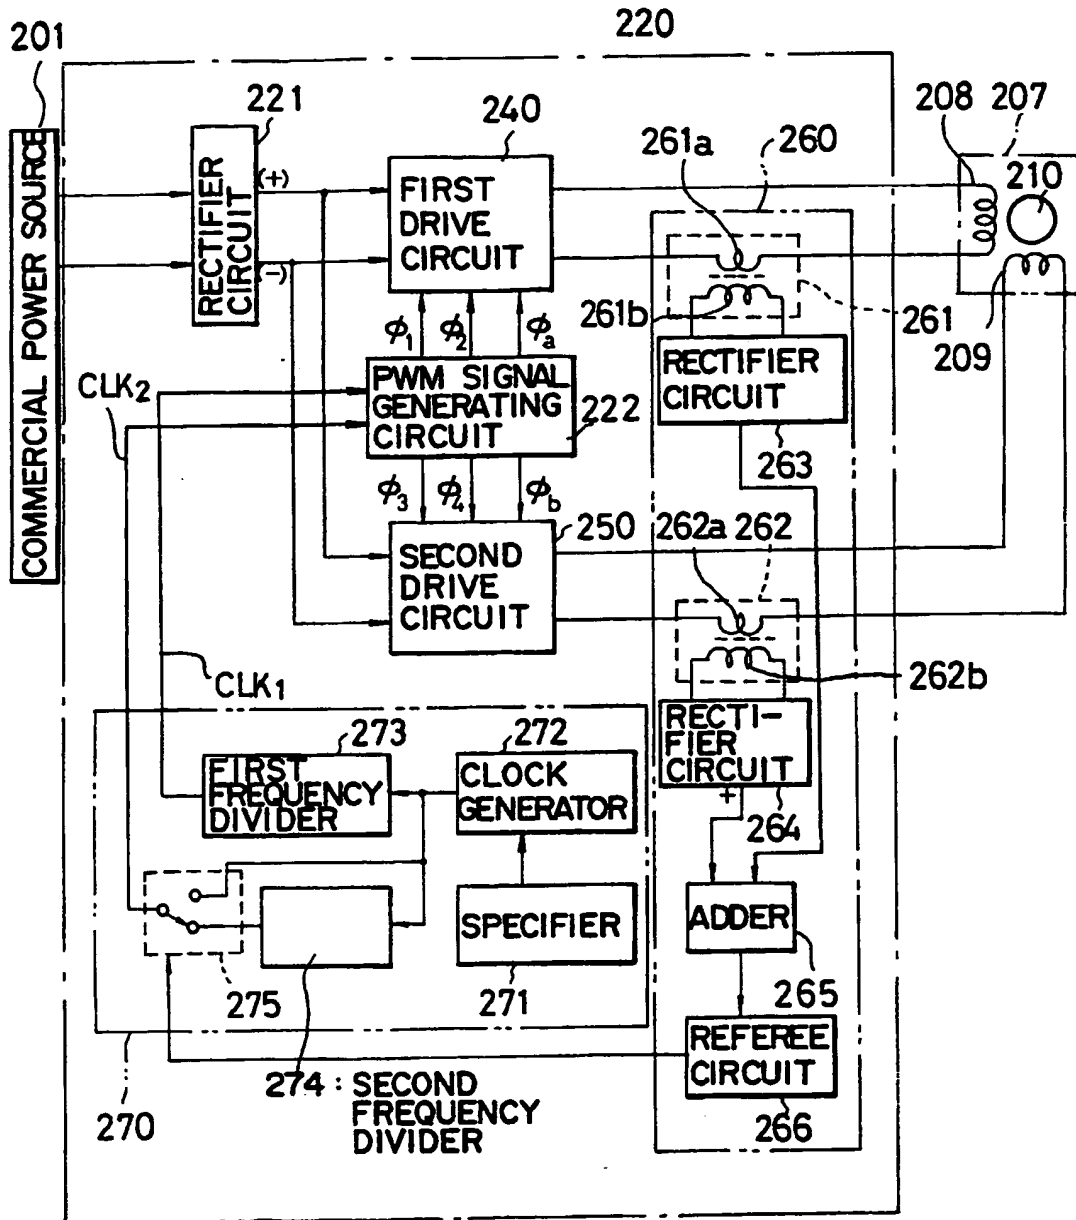 201
220
COMMERCIAL POWER SOURCE
221
RECTIFIER
CIRCUIT
(+)
(-)
240
FIRST
DRIVE
CIRCUIT
261a
260
208
207
210
261b
261
209
RECTIFIER
CIRCUIT
263
ϕ1
ϕ2
ϕa
PWM SIGNAL
GENERATING
CIRCUIT
222
CLK2
ϕ3
ϕ4
ϕb
250
SECOND
DRIVE
CIRCUIT
262a
262
262b
CLK1
RECTI-
FIER
CIRCUIT
+
264
273
FIRST
FREQUENCY
DIVIDER
272
CLOCK
GENERATOR
SPECIFIER
271
275
ADDER
265
REFEREE
CIRCUIT
266
270
274 : SECOND
FREQUENCY
DIVIDER